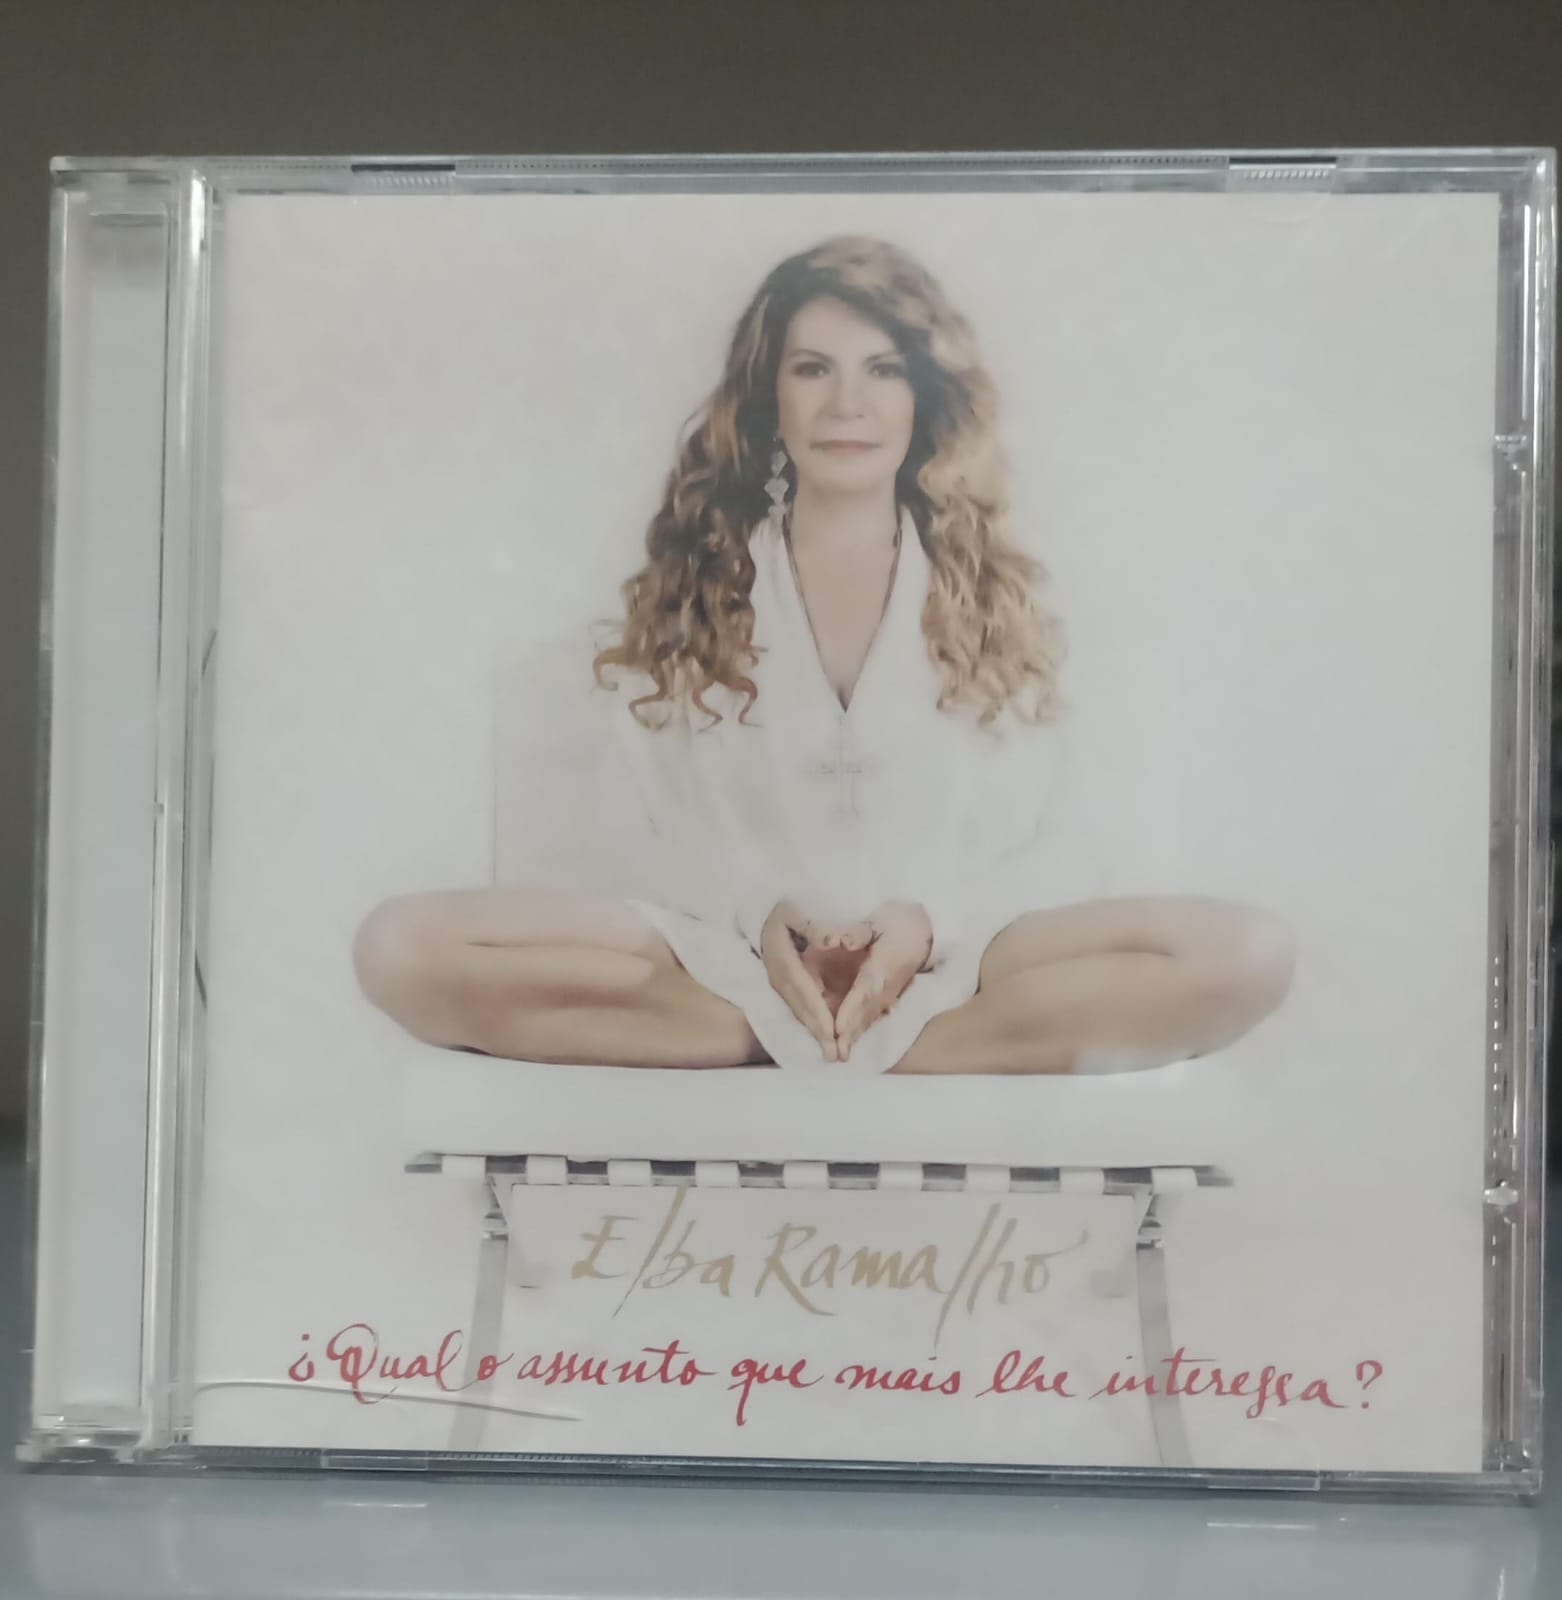 Elba Ramalho
¿Qual o assunto que mais lhe interessa?